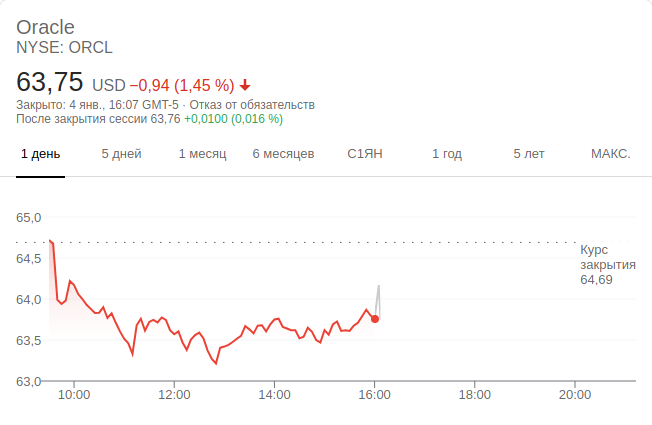 Oracle
NYSE: ORCL
63,75 USD −0,94 (1,45 %)
Закрыто: 4 янв., 16:07 GMT-5 · Отказ от обязательств
После закрытия сессии 63,76 +0,0100 (0,016 %)
1 день 5 дней 1 месяц 6 месяцев С1ЯН 1 год 5 лет МАКС.
65,0
64,5
64,0
63,5
63,0
Курс
закрытия
64,69
10:00 12:00 14:00 16:00 18:00 20:00